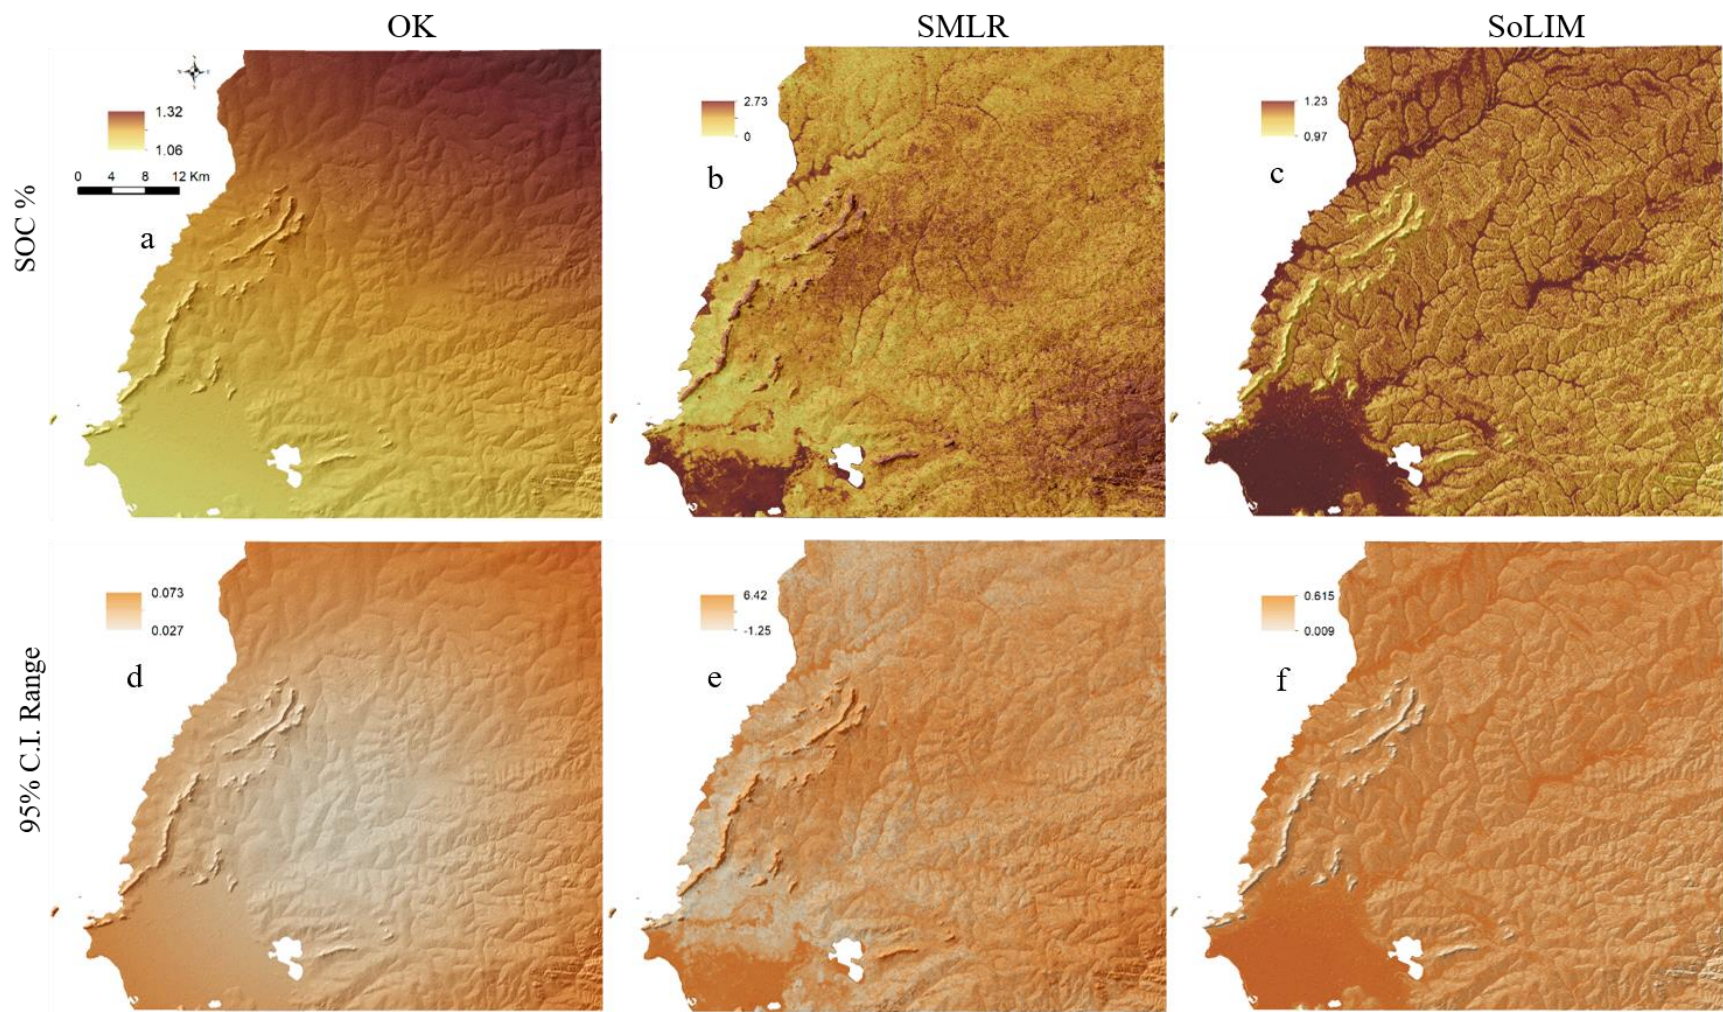 OK
SMLR
SoLIM
SOC %
1.32
1.06
0 4 8 12 Km
a
2.73
0
b
1.23
0.97
c
95% C.I. Range
0.073
0.027
d
6.42
-1.25
e
0.615
0.009
f